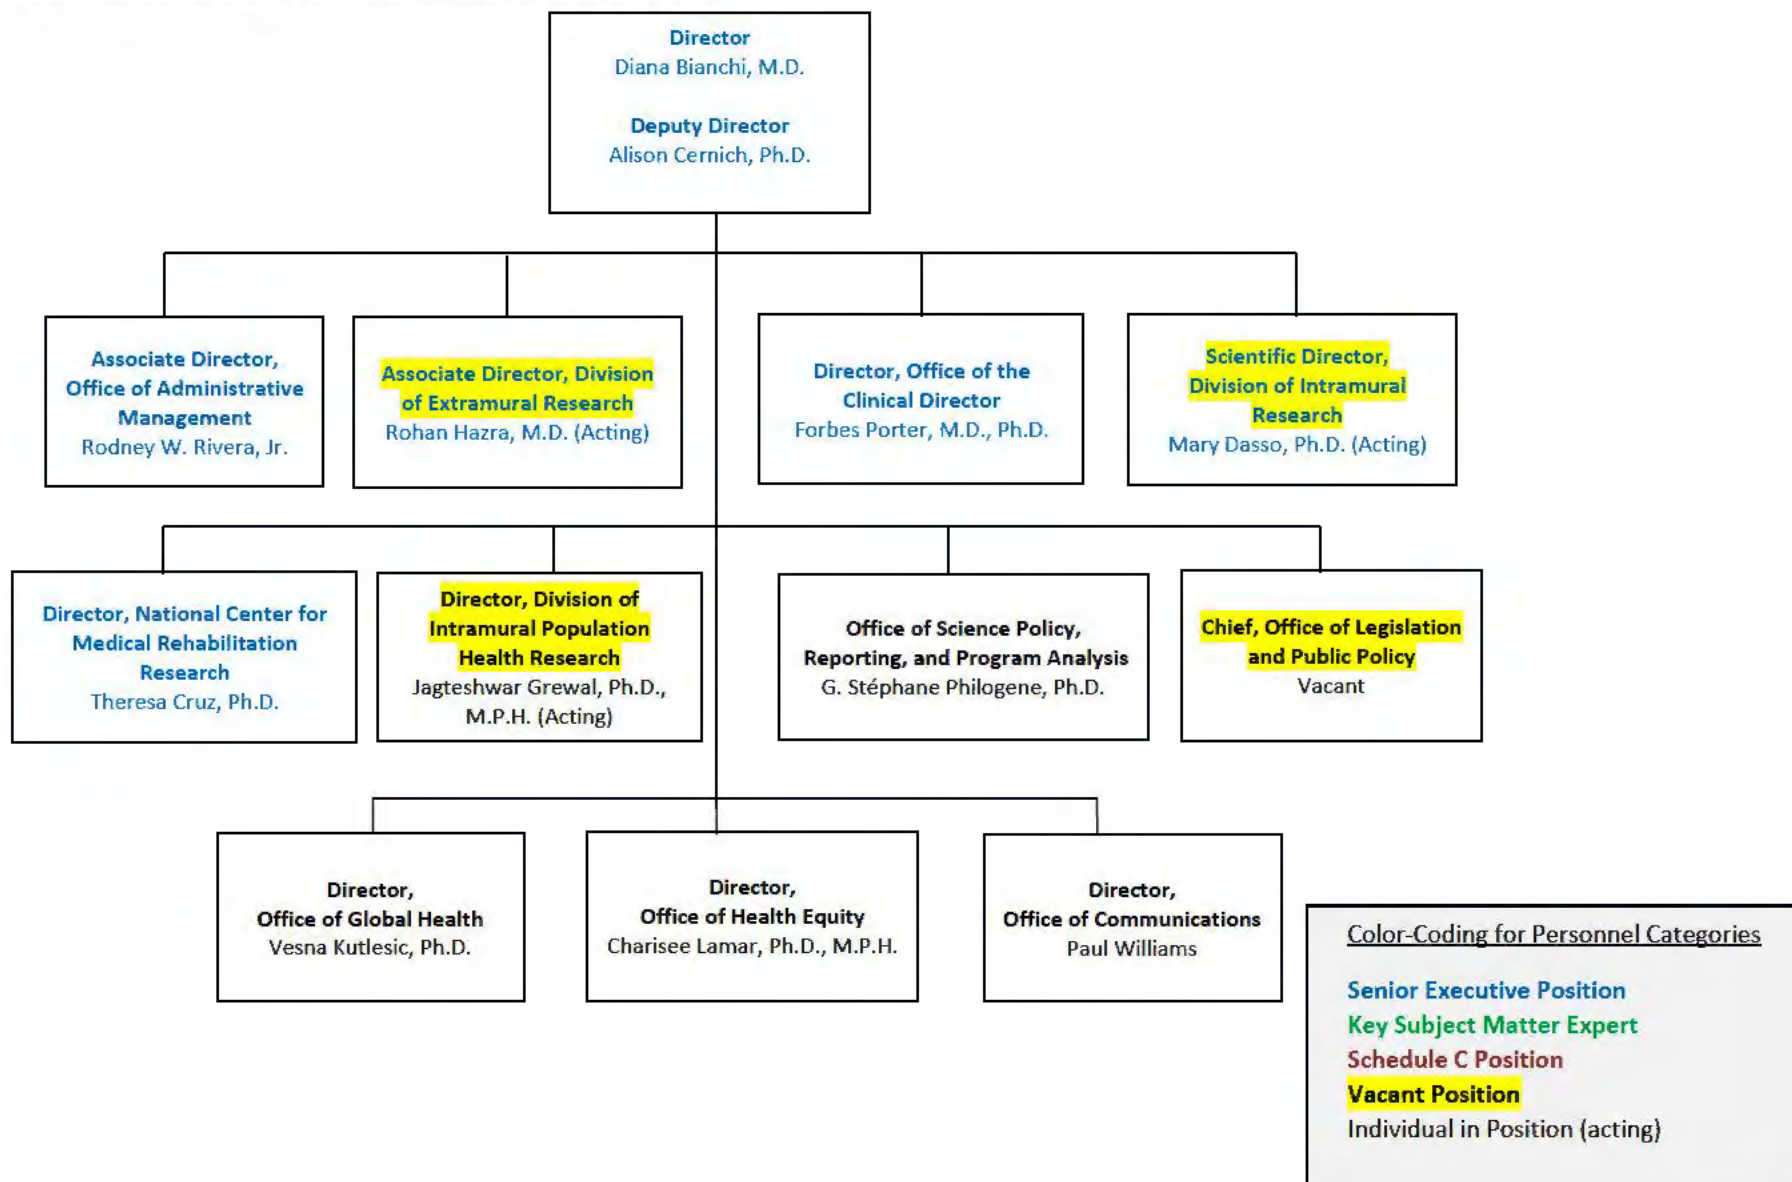 Director
Diana Bianchi, M.D.
Deputy Director
Alison Cernich, Ph.D.
Associate Director,
Office of Administrative
Management
Rodney W. Rivera, Jr.
Associate Director, Division
of Extramural Research
Rohan Hazra, M.D. (Acting)
Director, Office of the
Clinical Director
Forbes Porter, M.D., Ph.D.
Scientific Director,
Division of Intramural
Research
Mary Dasso, Ph.D. (Acting)
Director, National Center for
Medical Rehabilitation
Research
Theresa Cruz, Ph.D.
Director, Division of
Intramural Population
Health Research
Jagteshwar Grewal, Ph.D.,
M.P.H. (Acting)
Office of Science Policy,
Reporting, and Program Analysis
G. Stéphane Philogene, Ph.D.
Chief, Office of Legislation
and Public Policy
Vacant
Director,
Office of Global Health
Vesna Kutlesic, Ph.D.
Director,
Office of Health Equity
Charisee Lamar, Ph.D., M.P.H.
Director,
Office of Communications
Paul Williams
Color-Coding for Personnel Categories
Senior Executive Position
Key Subject Matter Expert
Schedule C Position
Vacant Position
Individual in Position (acting)